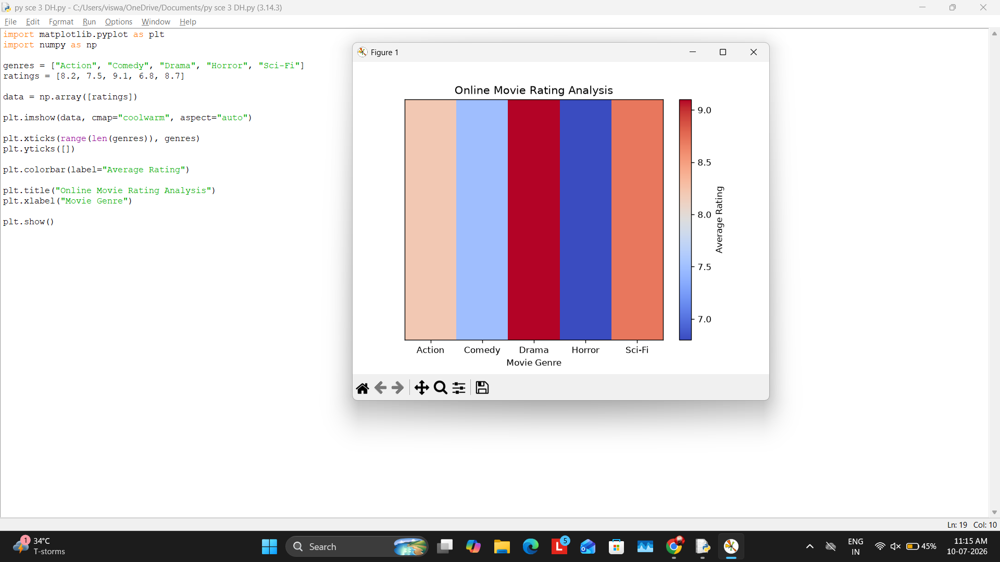 py sce 3 DH.py - C:/Users/viswa/OneDrive/Documents/py sce 3 DH.py (3.14.3)
File Edit Format Run Options Window Help
import matplotlib.pyplot as plt
import numpy as np
genres = ["Action", "Comedy", "Drama", "Horror", "Sci-Fi"]
ratings = [8.2, 7.5, 9.1, 6.8, 8.7]
data = np.array([ratings])
plt.imshow(data, cmap="coolwarm", aspect="auto")
plt.xticks(range(len(genres)), genres)
plt.yticks([])
plt.colorbar(label="Average Rating")
plt.title("Online Movie Rating Analysis")
plt.xlabel("Movie Genre")
plt.show()
Figure 1
Online Movie Rating Analysis
9.0
8.5
8.0
7.5
7.0
Average Rating
Action Comedy Drama Horror Sci-Fi
Movie Genre
Ln: 19 Col: 10
1
34°C
T-storms
Search
L
5
ENG
IN
45%
11:15 AM
10-07-2026